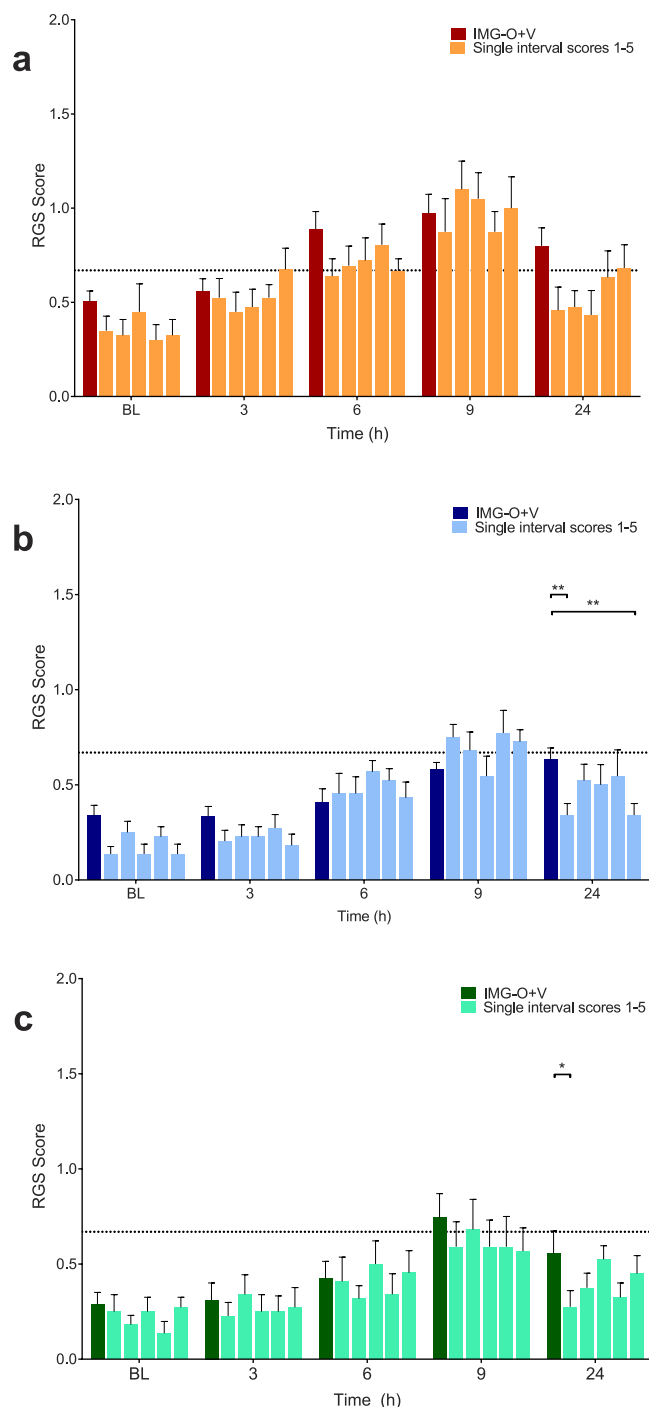 a
IMG-O+V
Single interval scores 1-5
2.0
1.5
1.0
0.5
0.0
RGS Score
BL 3 6 9 24
Time (h)
b
IMG-O+V
Single interval scores 1-5
2.0
1.5
1.0
0.5
0.0
RGS Score
**
**
BL 3 6 9 24
Time (h)
c
IMG-O+V
Single interval scores 1-5
2.0
1.5
1.0
0.5
0.0
RGS Score
*
BL 3 6 9 24
Time (h)